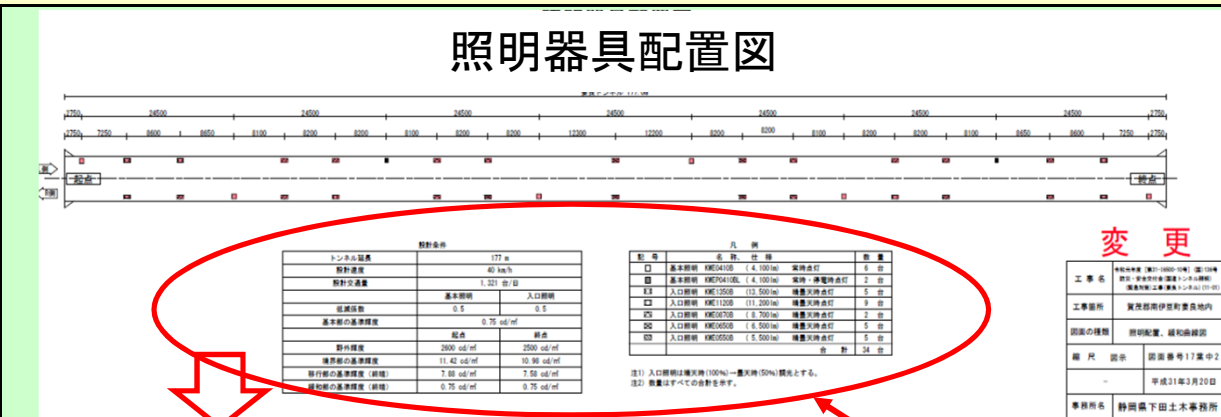 照明器具配置図
2750 24500 24500 24500 24500 24500 24500 24500 2750
2750 7250 8600 8650 8100 8200 8200 8100 8200 8200 12300 12200 8200 8200 8100 8200 8200 8100 8650 8600 7250 2750
起点
終点
設計条件
トンネル延長 177 m
設計速度 40 km/h
設計交通量 1,321 台/日
基本照明 入口照明
低減係数 0.5 0.5
基本部の基準輝度 0.75 cd/㎡
起点 終点
野外輝度 2600 cd/㎡ 2500 cd/㎡
境界部の基準輝度 11.42 cd/㎡ 10.98 cd/㎡
移行部の基準輝度（終端） 7.88 cd/㎡ 7.58 cd/㎡
緩和部の基準輝度（終端） 0.75 cd/㎡ 0.75 cd/㎡
凡 例
記 号 名 称、 仕 様 数 量
基本照明 KWE0410B ( 4,100lm) 常時点灯 6 台
基本照明 KWEP0410BL ( 4,100lm) 常時・停電時点灯 2 台
入口照明 KWE1350B (13,500lm) 晴曇天時点灯 5 台
入口照明 KWE1120B (11,200lm) 晴曇天時点灯 9 台
入口照明 KWE0870B ( 8,700lm) 晴曇天時点灯 2 台
入口照明 KWE0650B ( 6,500lm) 晴曇天時点灯 5 台
入口照明 KWE0550B ( 5,500lm) 晴曇天時点灯 5 台
合 計 34 台
注1) 入口照明は晴天時(100%)→曇天時(50%)調光とする。
注2) 数量はすべての合計を示す。
変 更
工 事 名
工事箇所 賀茂郡南伊豆町妻良地内
図面の種類 照明配置、緩和曲線図
縮 尺 図示 図面番号17葉中2
- 平成31年3月20日
事務所名 静岡県下田土木事務所